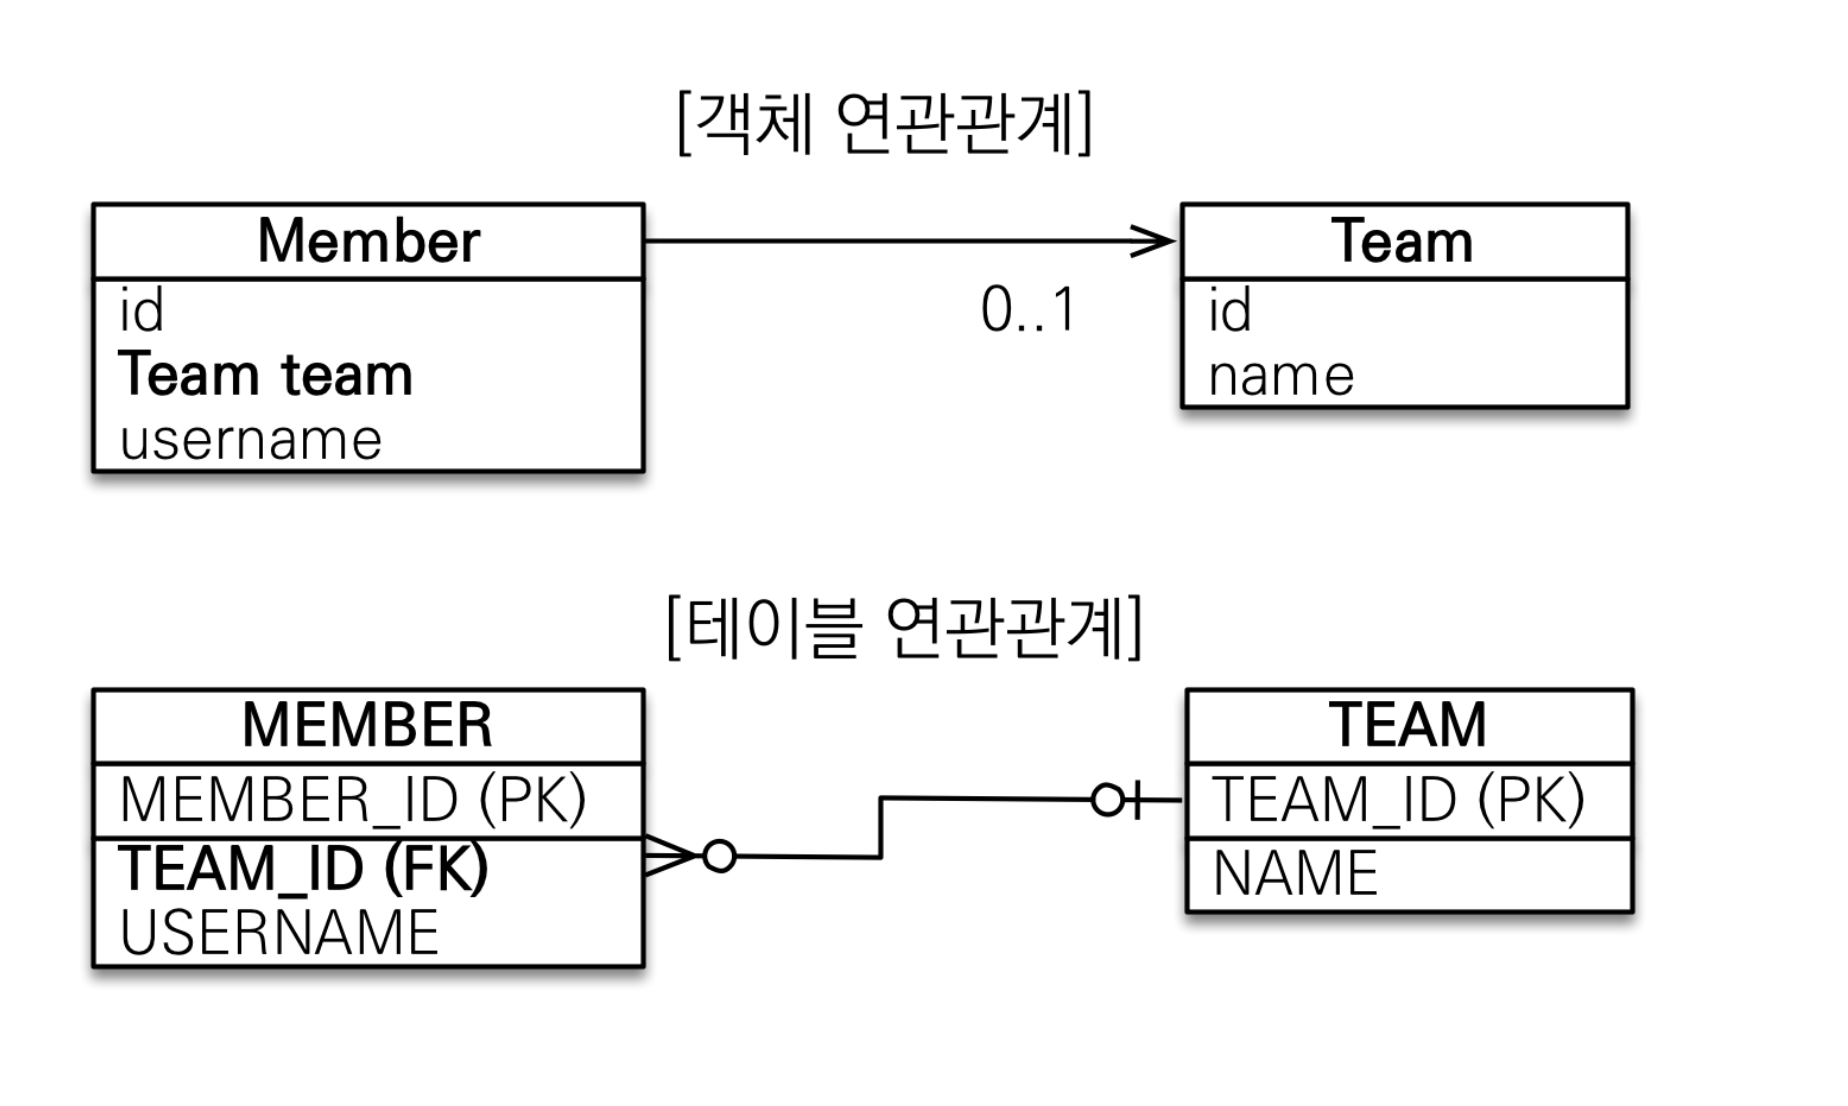 [객체 연관관계]
Member
id
Team team
username
0..1
Team
id
name
[테이블 연관관계]
MEMBER
MEMBER_ID (PK)
TEAM_ID (FK)
USERNAME
TEAM
TEAM_ID (PK)
NAME